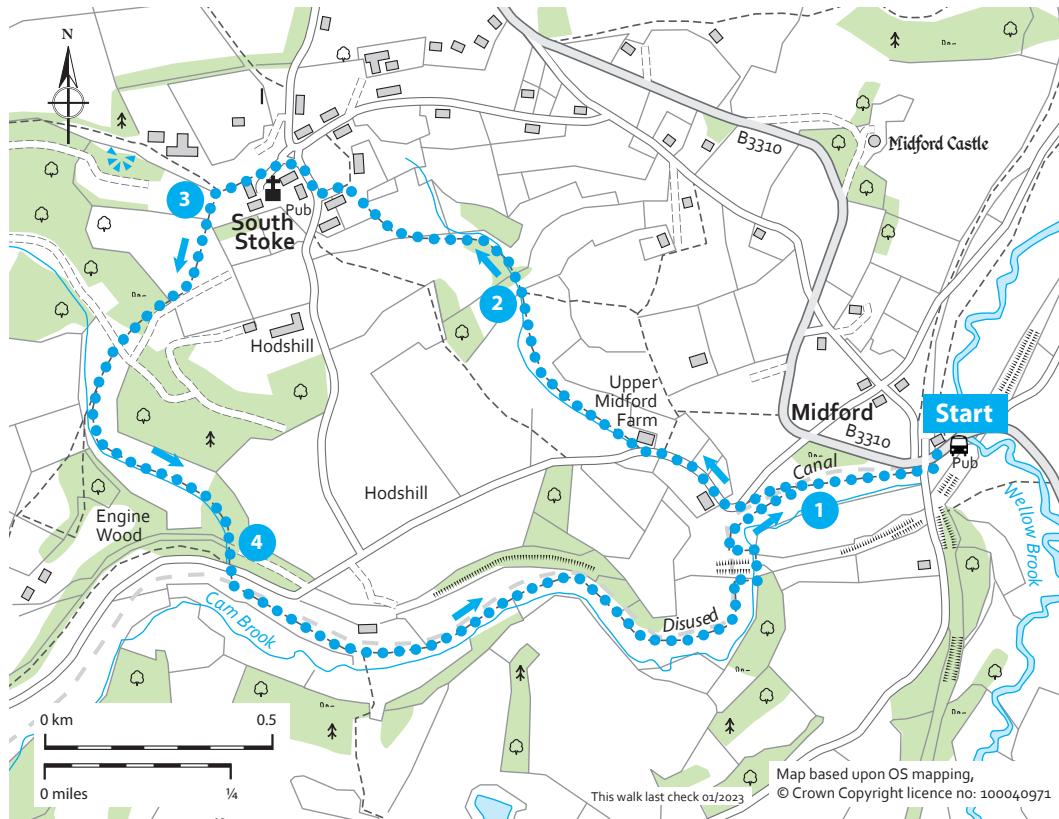 N
B3310
Midford Castle
3
South
Stoke
Pub
2
Hodshill
Upper
Midford
Farm
Midford
B3310
Start
Pub
Canal
1
Hodshill
Engine
Wood
4
Wellow Brook
Cam Brook
Disused
0 km
0.5
0 miles
¼
This walk last check 01/2023
Map based upon OS mapping,
© Crown Copyright licence no: 100040971